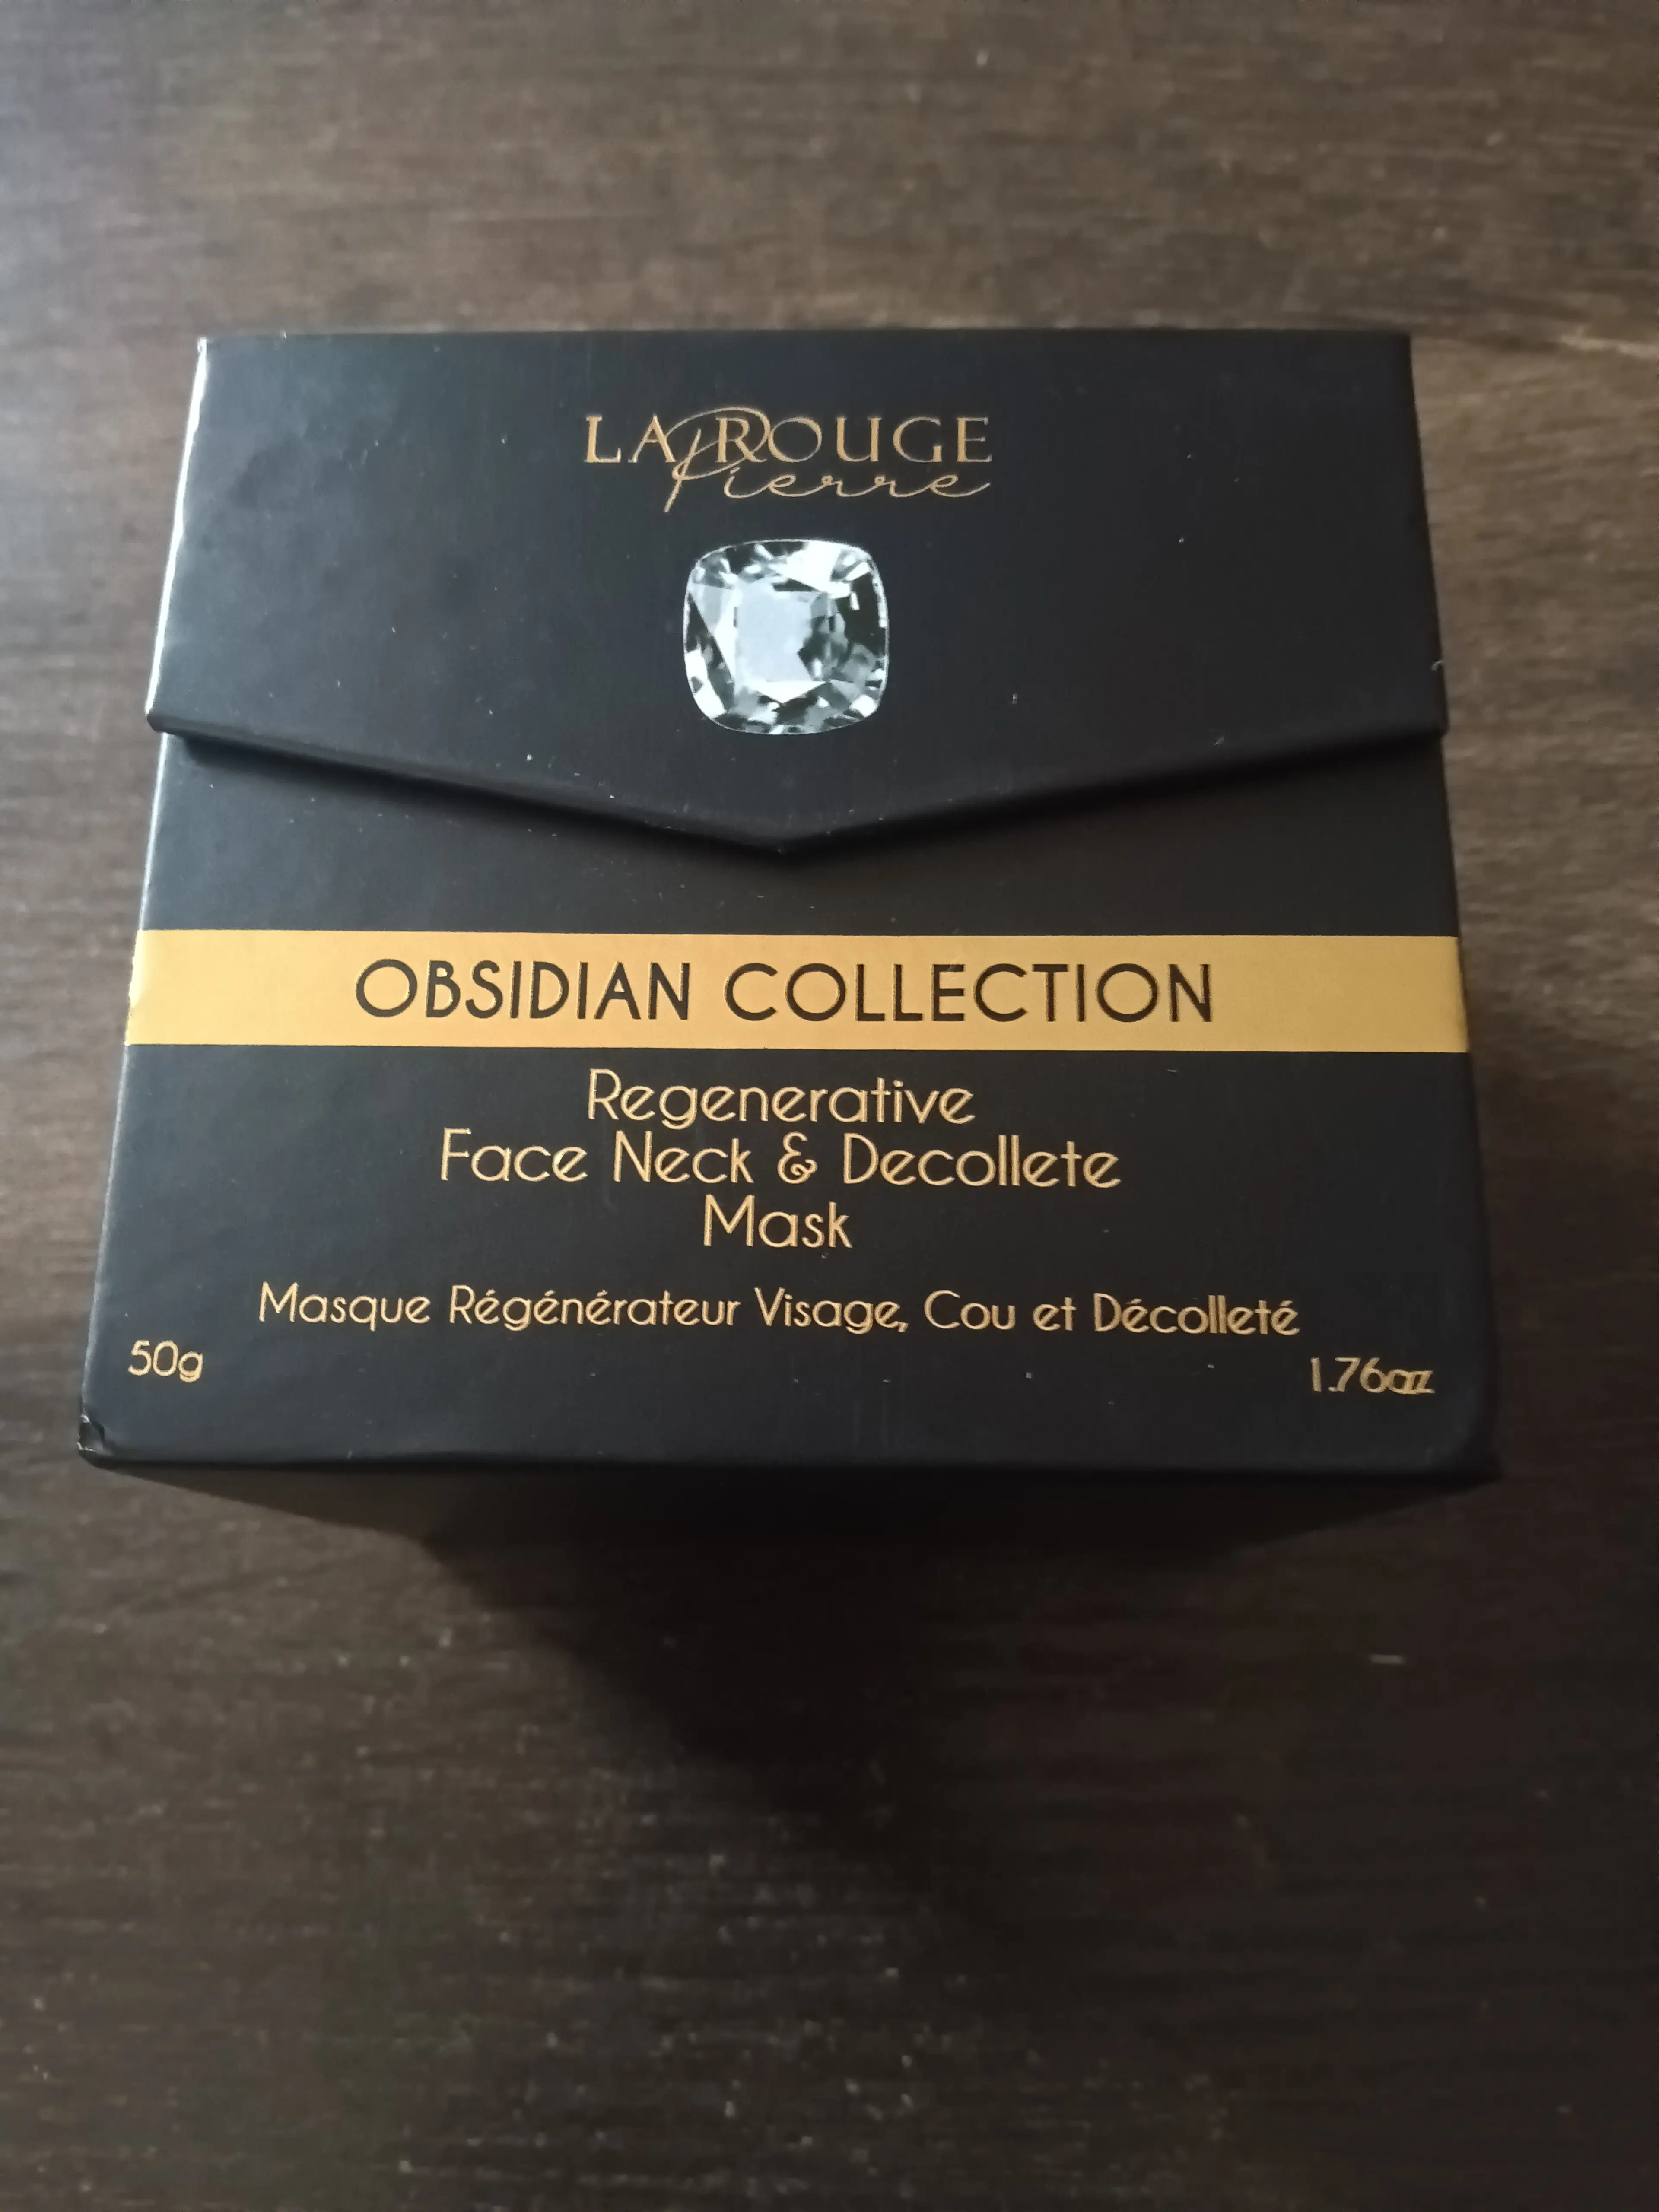 LA ROUGE
Pierre
OBSIDIAN COLLECTION
Regenerative
Face Neck & Decollete
Mask
Masque Régénérateur Visage, Cou et Décolleté
50g
1.76oz